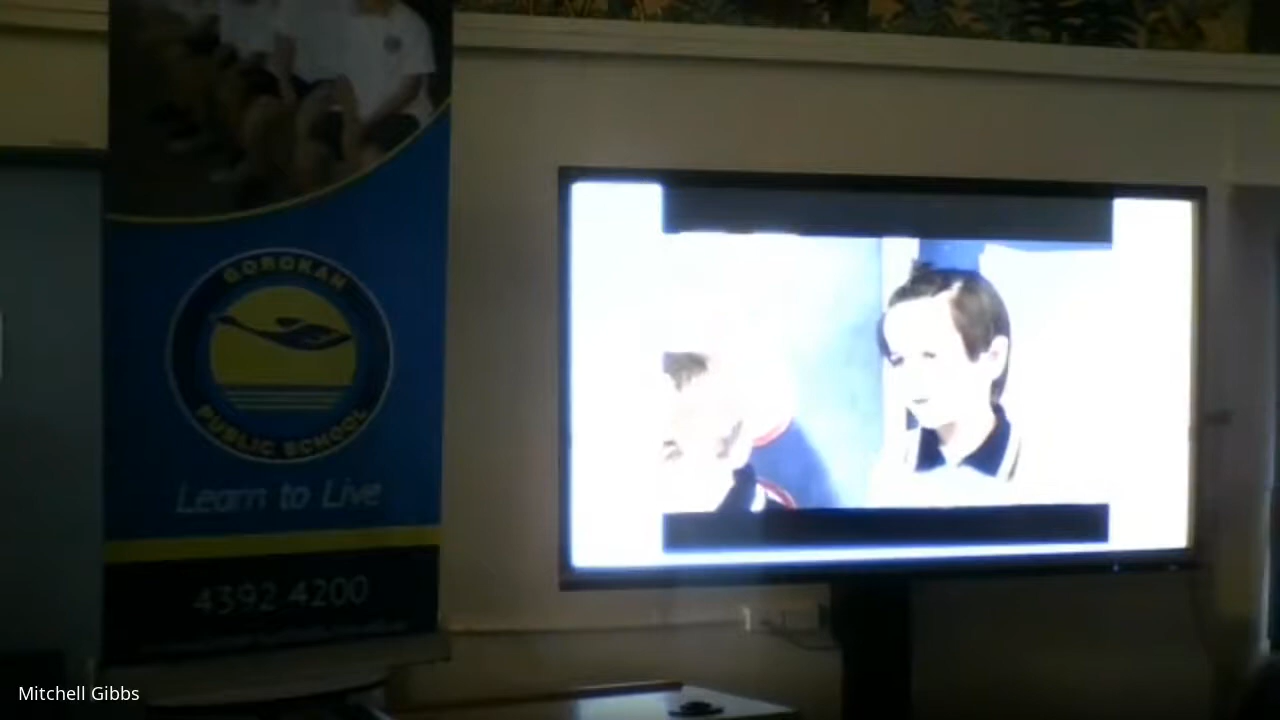 GOROKAN
PUBLIC SCHOOL
Learn to Live
4392 4200
Mitchell Gibbs